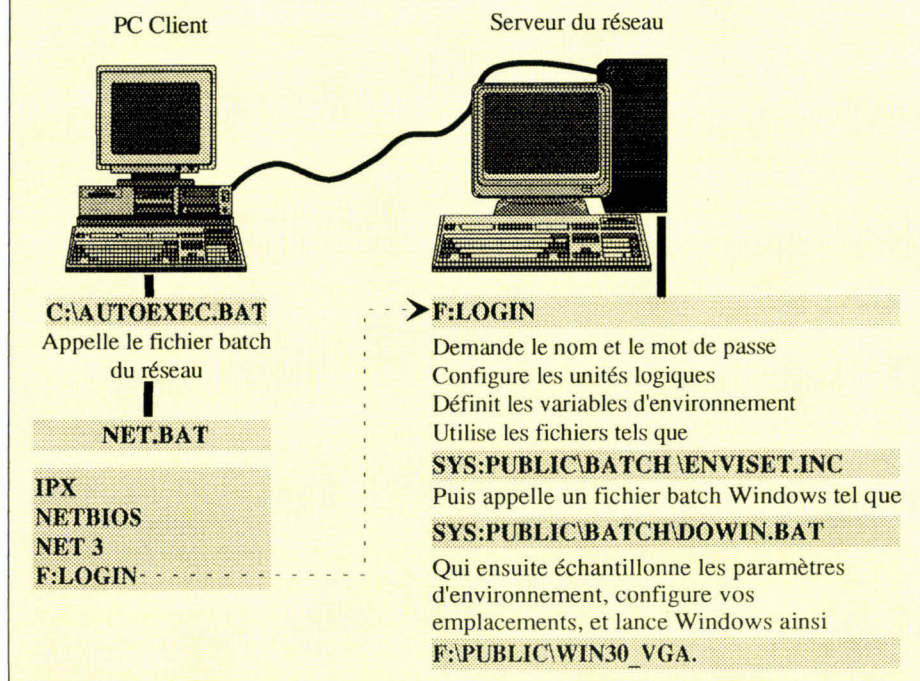 PC Client
Serveur du réseau
C:\AUTOEXEC.BAT
Appelle le fichier batch
du réseau
NET.BAT
IPX
NETBIOS
NET 3
F:LOGIN
F:LOGIN
Demande le nom et le mot de passe
Configure les unités logiques
Définit les variables d'environnement
Utilise les fichiers tels que
SYS:PUBLIC\BATCH \ENVISET.INC
Puis appelle un fichier batch Windows tel que
SYS:PUBLIC\BATCH\DOWIN.BAT
Qui ensuite échantillonne les paramètres
d'environnement, configure vos
emplacements, et lance Windows ainsi
F:\PUBLIC\WIN30_VGA.